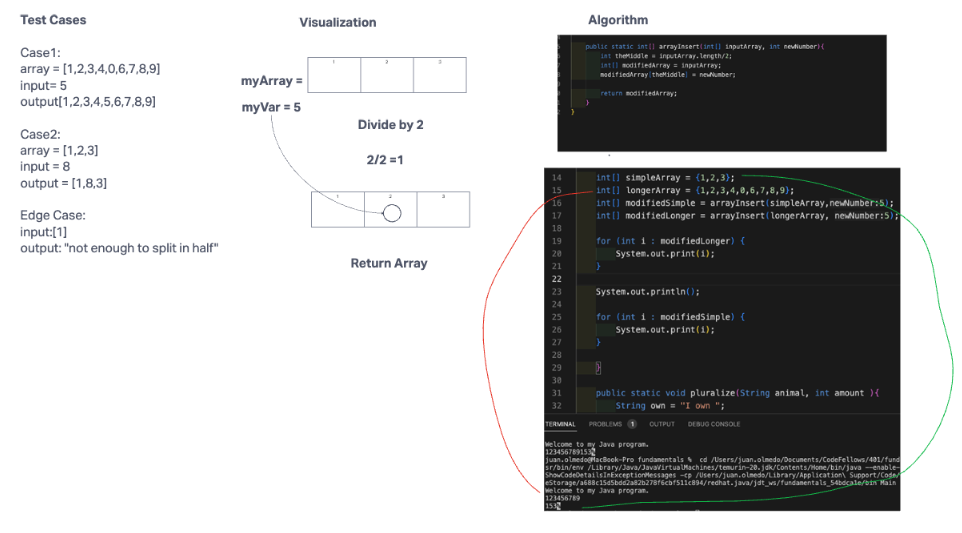 Test Cases
Case1:
array = [1,2,3,4,0,6,7,8,9]
input= 5
output[1,2,3,4,5,6,7,8,9]
Case2:
array = [1,2,3]
input = 8
output = [1,8,3]
Edge Case:
input:[1]
output: "not enough to split in half"
Visualization
1 2 3
myArray =
myVar = 5
Divide by 2
2/2 =1
1 2 3
Return Array
Algorithm
public static int[] arrayInsert(int[] inputArray, int newNumber){
int theMiddle = inputArray.length/2;
int[] modifiedArray = inputArray;
modifiedArray[theMiddle] = newNumber;
return modifiedArray;
}
}
14 int[] simpleArray = {1,2,3};
15 int[] longerArray = {1,2,3,4,0,6,7,8,9};
16 int[] modifiedSimple = arrayInsert(simpleArray,newNumber:5);
17 int[] modifiedLonger = arrayInsert(longerArray, newNumber:5);
18
19 for (int i : modifiedLonger) {
20 System.out.print(i);
21 }
22
23 System.out.println();
24
25 for (int i : modifiedSimple) {
26 System.out.print(i);
27 }
28
29 }
30
31 public static void pluralize(String animal, int amount ){
32 String own = "I own ";
TERMINAL PROBLEMS 1 OUTPUT DEBUG CONSOLE
Welcome to my Java program.
123456789153%
juan.olmedo@MacBook-Pro fundamentals % cd /Users/juan.olmedo/Documents/CodeFellows/401/fund
sr/bin/env /Library/Java/JavaVirtualMachines/temurin-20.jdk/Contents/Home/bin/java --enable-
ShowCodeDetailsInExceptionMessages -cp /Users/juan.olmedo/Library/Application\ Support/Code/
Main
Welcome to my Java program.
123456789
153%